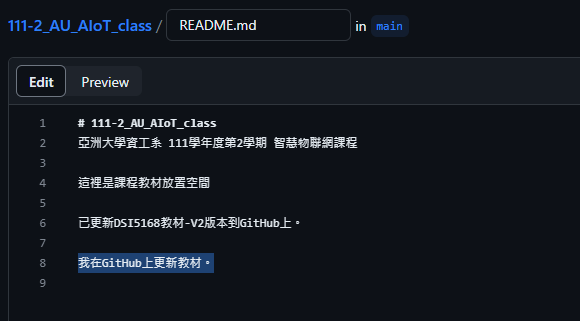 111-2_AU_AIoT_class / README.md in main
Edit Preview
1 # 111-2_AU_AIoT_class
2 亞洲大學資工系 111學年度第2學期 智慧物聯網課程
3
4 這裡是課程教材放置空間
5
6 已更新DSI5168教材-V2版本到GitHub上。
7
8 我在GitHub上更新教材。
9